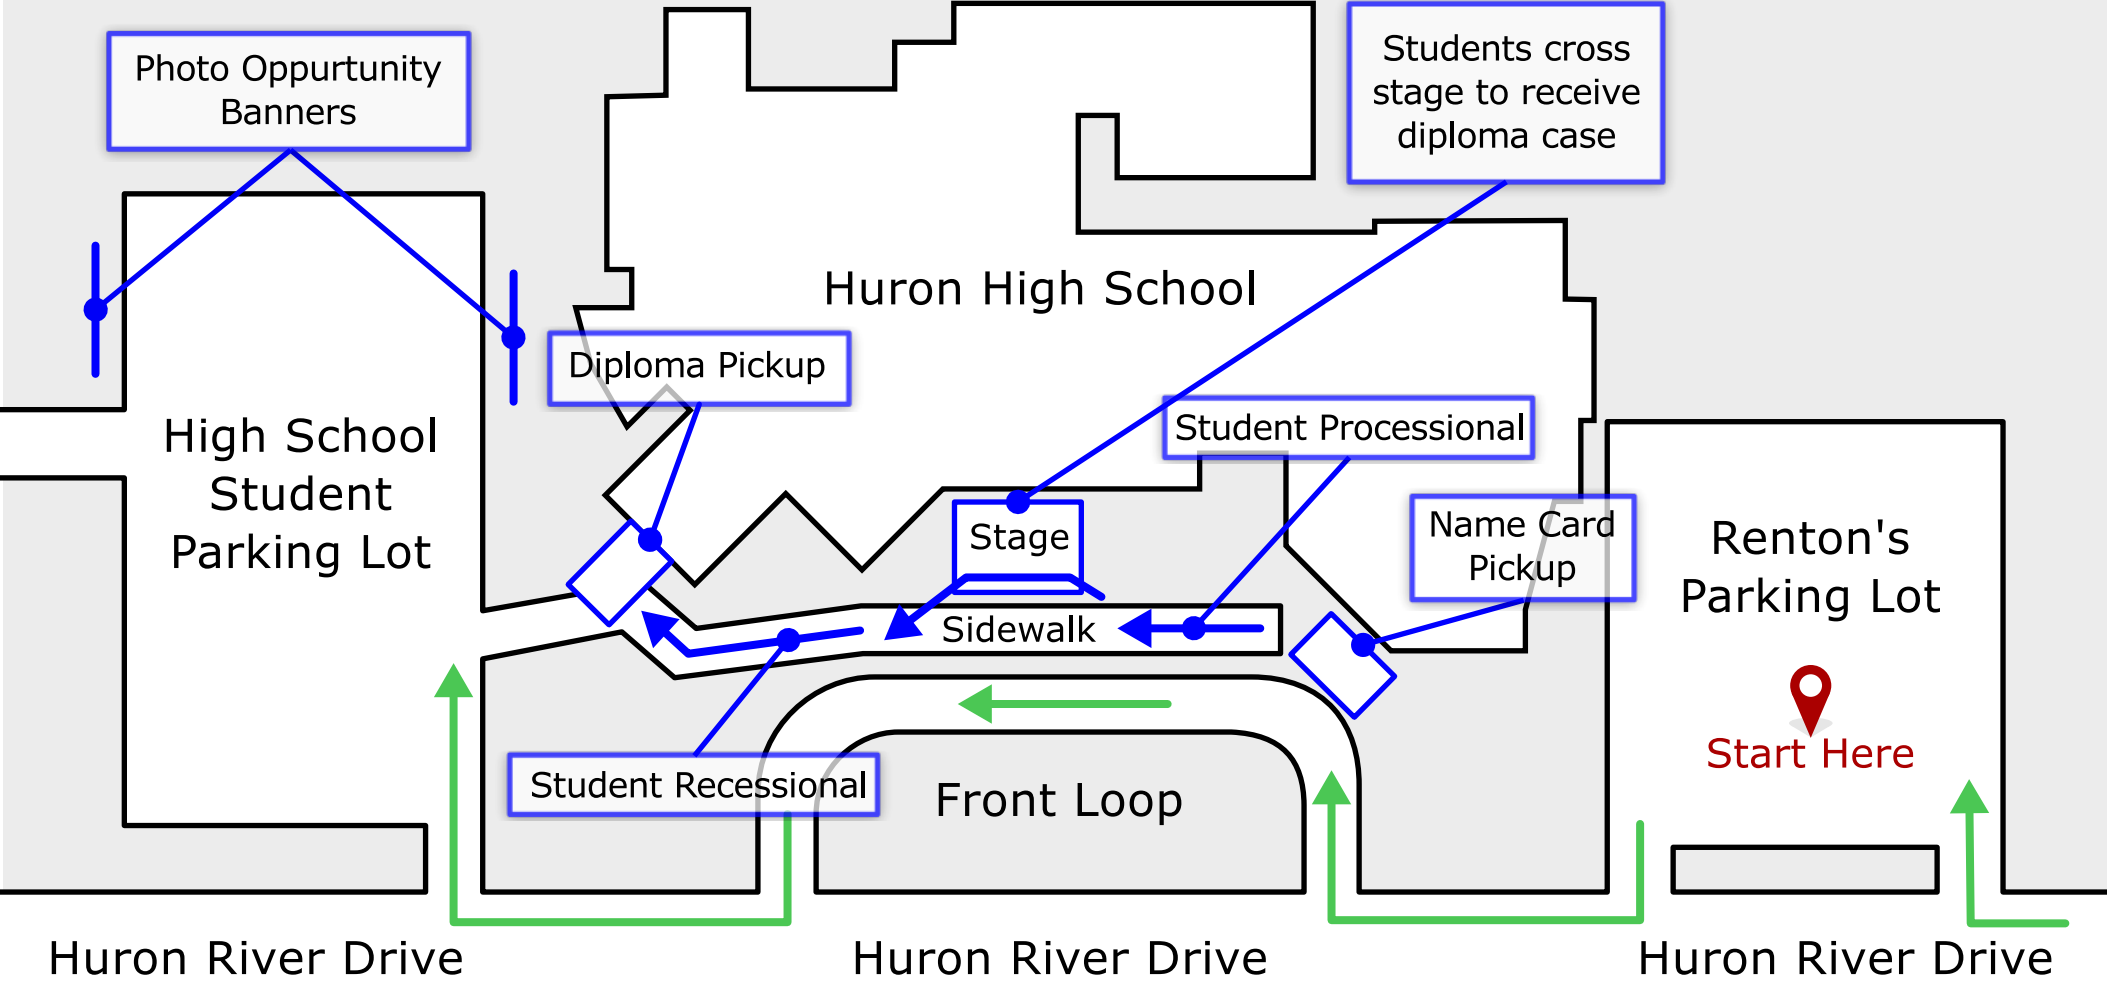 Photo Oppurtunity
Banners
Students cross
stage to receive
diploma case
Huron High School
Diploma Pickup
Student Processional
High School
Student
Parking Lot
Stage
Name Card
Pickup
Renton's
Parking Lot
Sidewalk
Start Here
Student Recessional
Front Loop
Huron River Drive
Huron River Drive
Huron River Drive